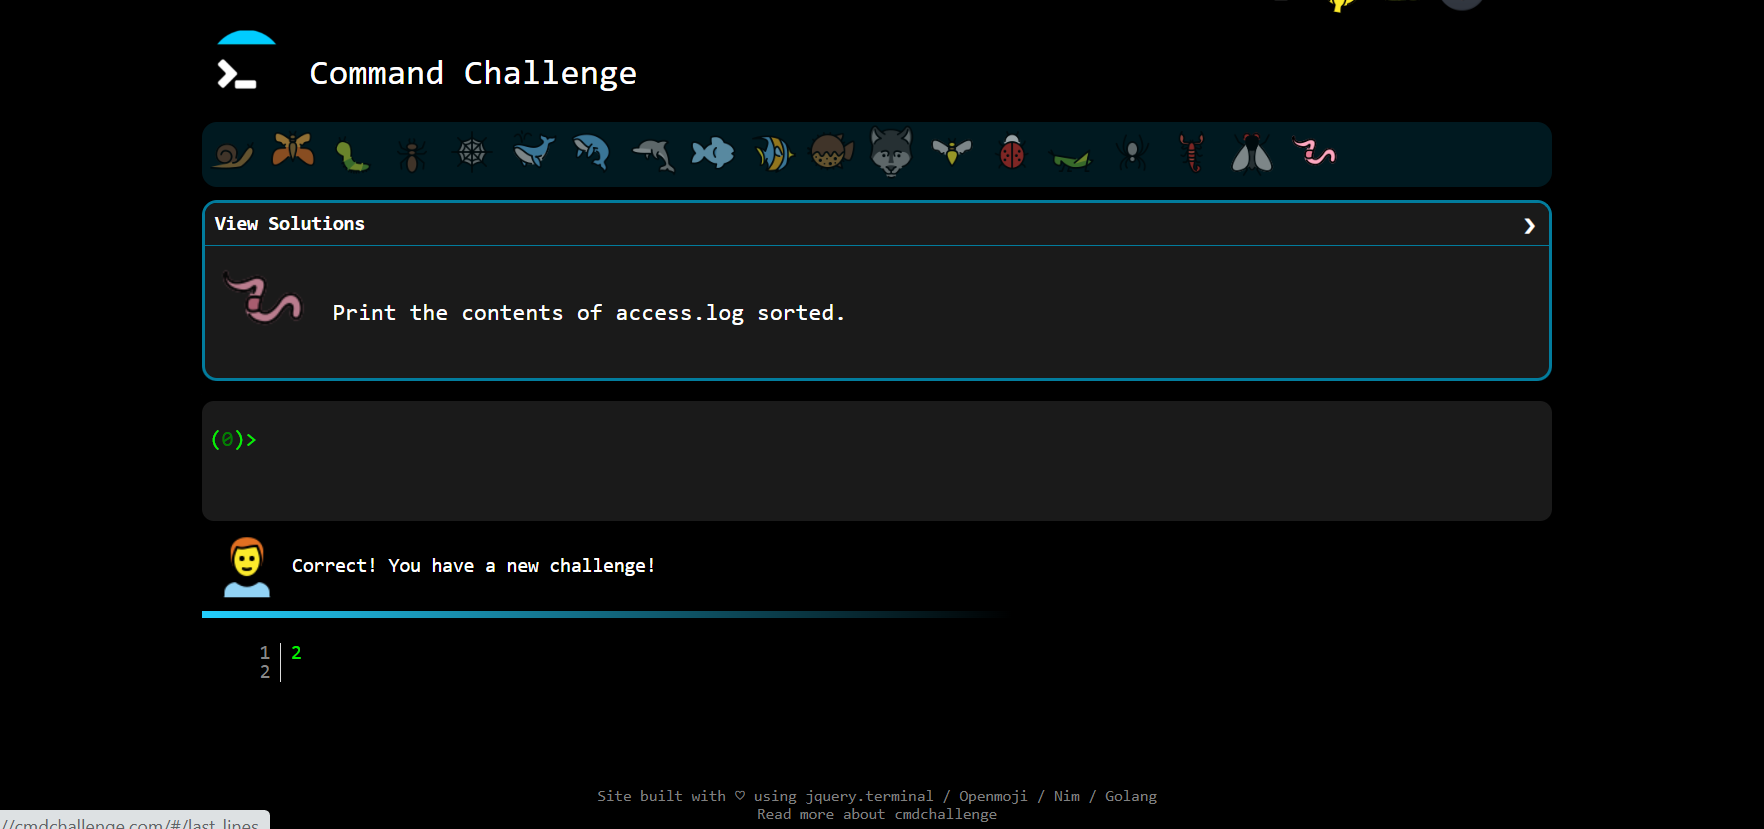 Command Challenge
View Solutions
Print the contents of access.log sorted.
(0)>
Correct! You have a new challenge!
1 2
2
Site built with ♡ using jquery.terminal / Openmoji / Nim / Golang
Read more about cmdchallenge
//cmdchallenge.com/#/last_lines